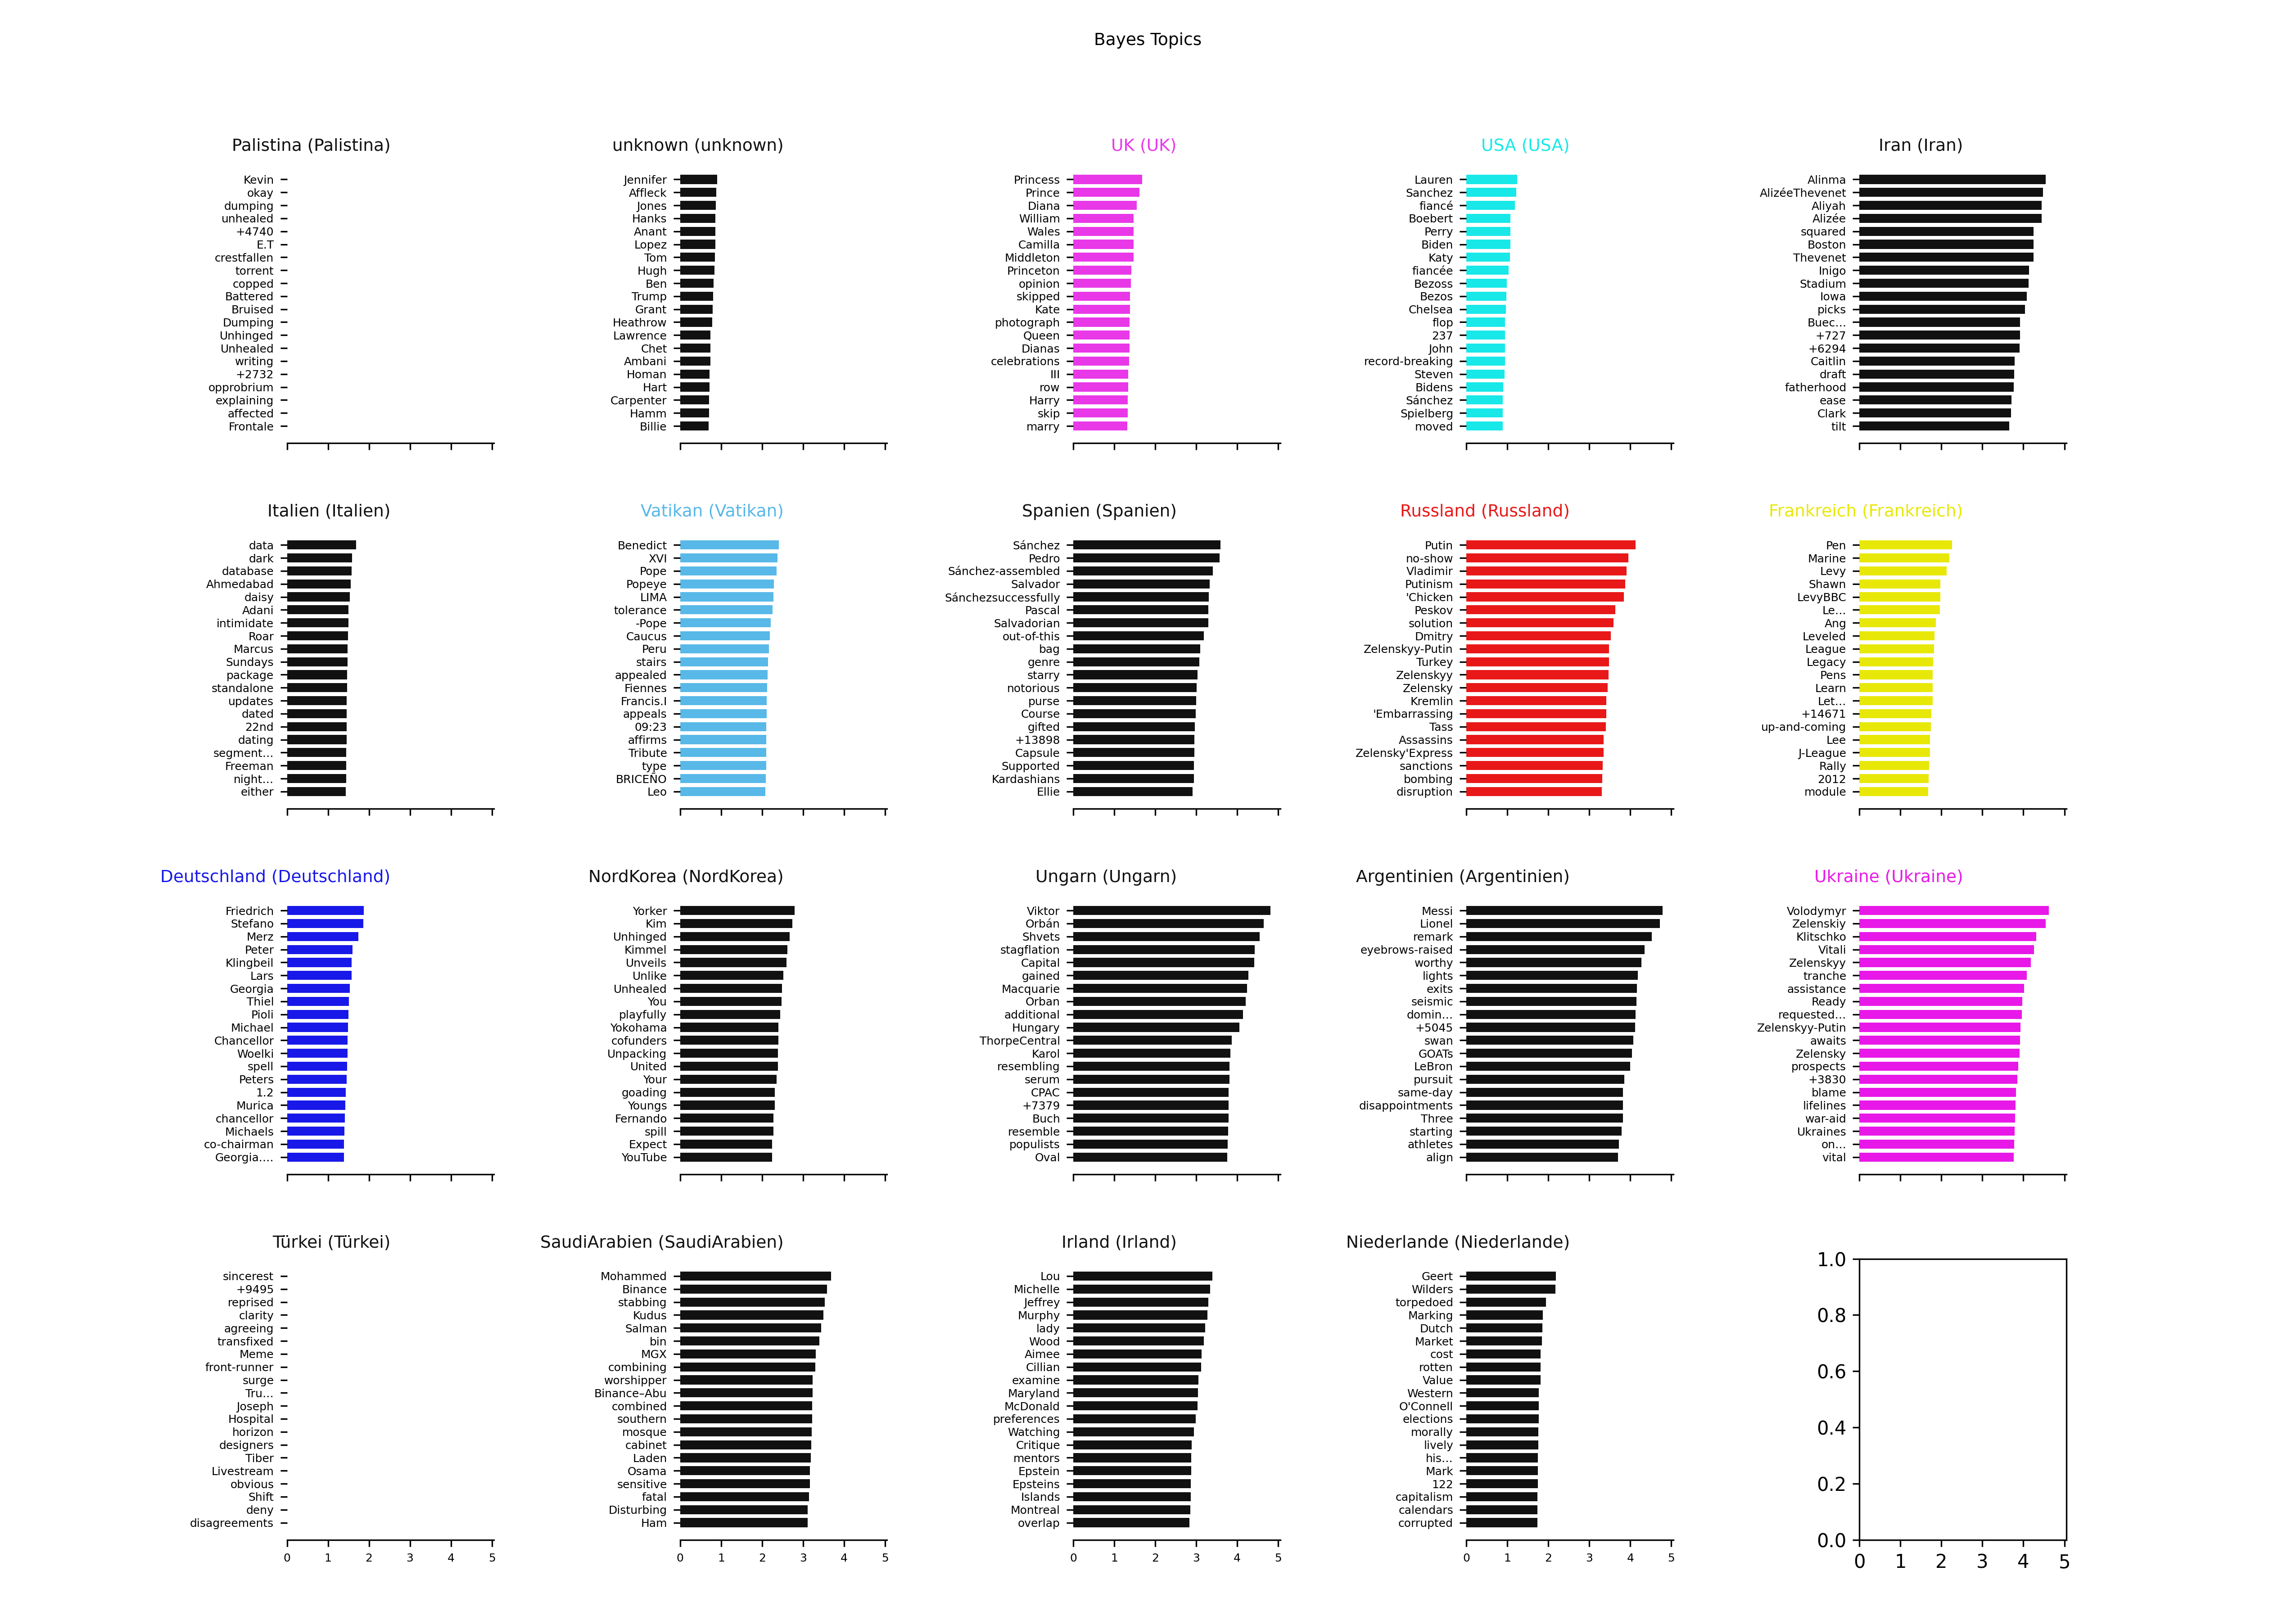 Bayes Topics
Palistina (Palistina)
Kevin
okay
dumping
unhealed
+4740
E.T
crestfallen
torrent
copped
Battered
Bruised
Dumping
Unhinged
Unhealed
writing
+2732
opprobrium
explaining
affected
Frontale
unknown (unknown)
Jennifer
Affleck
Jones
Hanks
Anant
Lopez
Tom
Hugh
Ben
Trump
Grant
Heathrow
Lawrence
Chet
Ambani
Homan
Hart
Carpenter
Hamm
Billie
UK (UK)
Princess
Prince
Diana
William
Wales
Camilla
Middleton
Princeton
opinion
skipped
Kate
photograph
Queen
Dianas
celebrations
III
row
Harry
skip
marry
USA (USA)
Lauren
Sanchez
fiancé
Boebert
Perry
Biden
Katy
fiancée
Bezoss
Bezos
Chelsea
flop
237
John
record-breaking
Steven
Bidens
Sánchez
Spielberg
moved
Iran (Iran)
Alinma
AlizéeThevenet
Aliyah
Alizée
squared
Boston
Thevenet
Inigo
Stadium
Iowa
picks
Buec...
+727
+6294
Caitlin
draft
fatherhood
ease
Clark
tilt
Italien (Italien)
data
dark
database
Ahmedabad
daisy
Adani
intimidate
Roar
Marcus
Sundays
package
standalone
updates
dated
22nd
dating
segment...
Freeman
night...
either
Vatikan (Vatikan)
Benedict
XVI
Pope
Popeye
LIMA
tolerance
-Pope
Caucus
Peru
stairs
appealed
Fiennes
Francis.I
appeals
09:23
affirms
Tribute
type
BRICEÑO
Leo
Spanien (Spanien)
Sánchez
Pedro
Sánchez-assembled
Salvador
Sánchezsuccessfully
Pascal
Salvadorian
out-of-this
bag
genre
starry
notorious
purse
Course
gifted
+13898
Capsule
Supported
Kardashians
Ellie
Russland (Russland)
Putin
no-show
Vladimir
Putinism
'Chicken
Peskov
solution
Dmitry
Zelenskyy-Putin
Turkey
Zelenskyy
Zelensky
Kremlin
'Embarrassing
Tass
Assassins
Zelensky'Express
sanctions
bombing
disruption
Frankreich (Frankreich)
Pen
Marine
Levy
Shawn
LevyBBC
Le...
Ang
Leveled
League
Legacy
Pens
Learn
Let...
+14671
up-and-coming
Lee
J-League
Rally
2012
module
Deutschland (Deutschland)
Friedrich
Stefano
Merz
Peter
Klingbeil
Lars
Georgia
Thiel
Pioli
Michael
Chancellor
Woelki
spell
Peters
1.2
Murica
chancellor
Michaels
co-chairman
Georgia....
NordKorea (NordKorea)
Yorker
Kim
Unhinged
Kimmel
Unveils
Unlike
Unhealed
You
playfully
Yokohama
cofunders
Unpacking
United
Your
goading
Youngs
Fernando
spill
Expect
YouTube
Ungarn (Ungarn)
Viktor
Orbán
Shvets
stagflation
Capital
gained
Macquarie
Orban
additional
Hungary
ThorpeCentral
Karol
resembling
serum
CPAC
+7379
Buch
resemble
populists
Oval
Argentinien (Argentinien)
Messi
Lionel
remark
eyebrows-raised
worthy
lights
exits
seismic
domin...
+5045
swan
GOATs
LeBron
pursuit
same-day
disappointments
Three
starting
athletes
align
Ukraine (Ukraine)
Volodymyr
Zelenskiy
Klitschko
Vitali
Zelenskyy
tranche
assistance
Ready
requested...
Zelenskyy-Putin
awaits
Zelensky
prospects
+3830
blame
lifelines
war-aid
Ukraines
on...
vital
Türkei (Türkei)
sincerest
+9495
reprised
clarity
agreeing
transfixed
Meme
front-runner
surge
Tru...
Joseph
Hospital
horizon
designers
Tiber
Livestream
obvious
Shift
deny
disagreements
0 1 2 3 4 5
SaudiArabien (SaudiArabien)
Mohammed
Binance
stabbing
Kudus
Salman
bin
MGX
combining
worshipper
Binance–Abu
combined
southern
mosque
cabinet
Laden
Osama
sensitive
fatal
Disturbing
Ham
0 1 2 3 4 5
Irland (Irland)
Lou
Michelle
Jeffrey
Murphy
lady
Wood
Aimee
Cillian
examine
Maryland
McDonald
preferences
Watching
Critique
mentors
Epstein
Epsteins
Islands
Montreal
overlap
0 1 2 3 4 5
Niederlande (Niederlande)
Geert
Wilders
torpedoed
Marking
Dutch
Market
cost
rotten
Value
Western
O'Connell
elections
morally
lively
his...
Mark
122
capitalism
calendars
corrupted
0 1 2 3 4 5
1.0
0.8
0.6
0.4
0.2
0.0
0 1 2 3 4 5